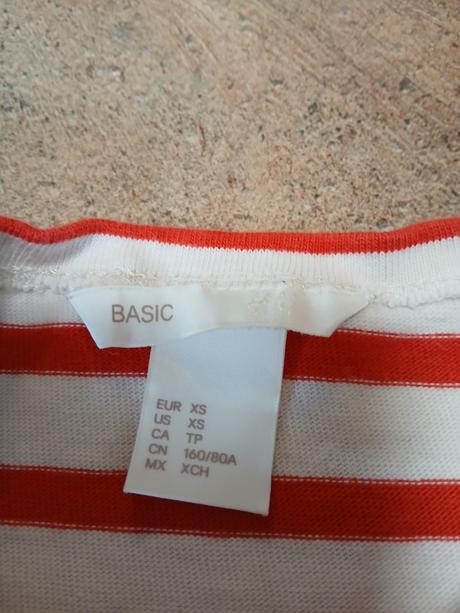 BASIC
EUR XS
US XS
CA TP
CN 160/80A
MX XCH